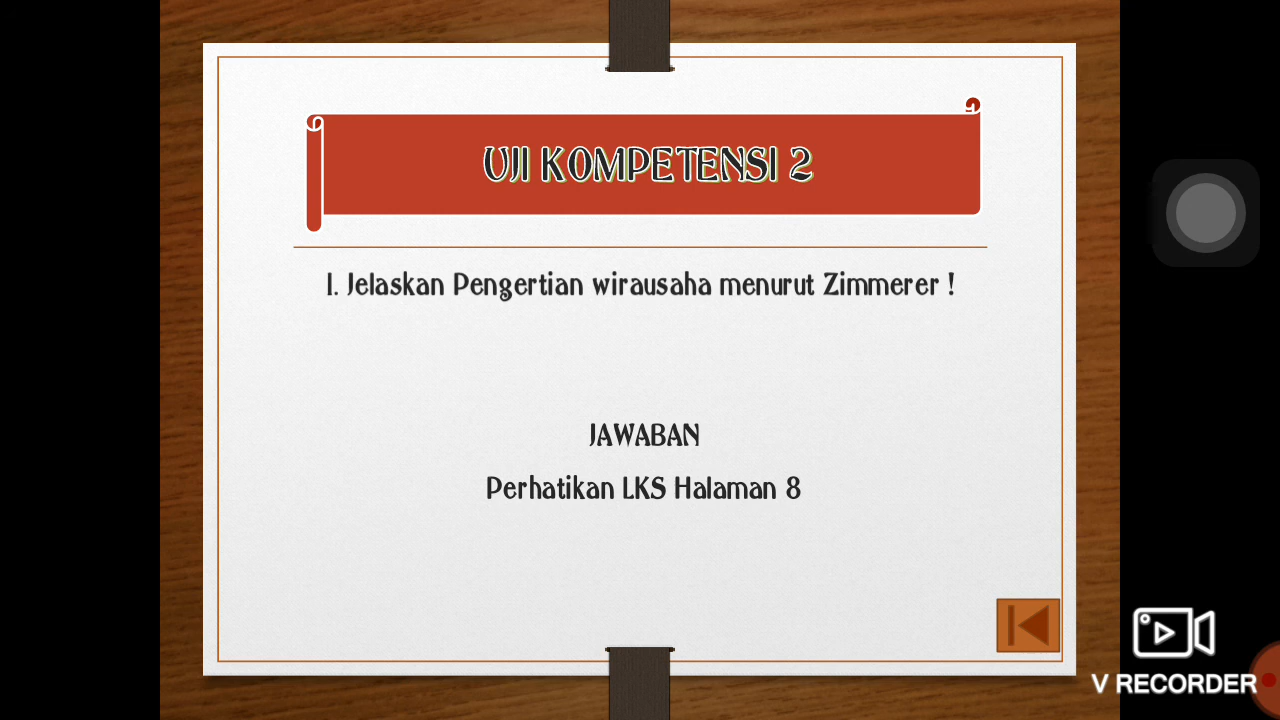 UJI KOMPETENSI 2
1. Jelaskan Pengertian wirausaha menurut Zimmerer !
JAWABAN
Perhatikan LKS Halaman 8
V RECORDER